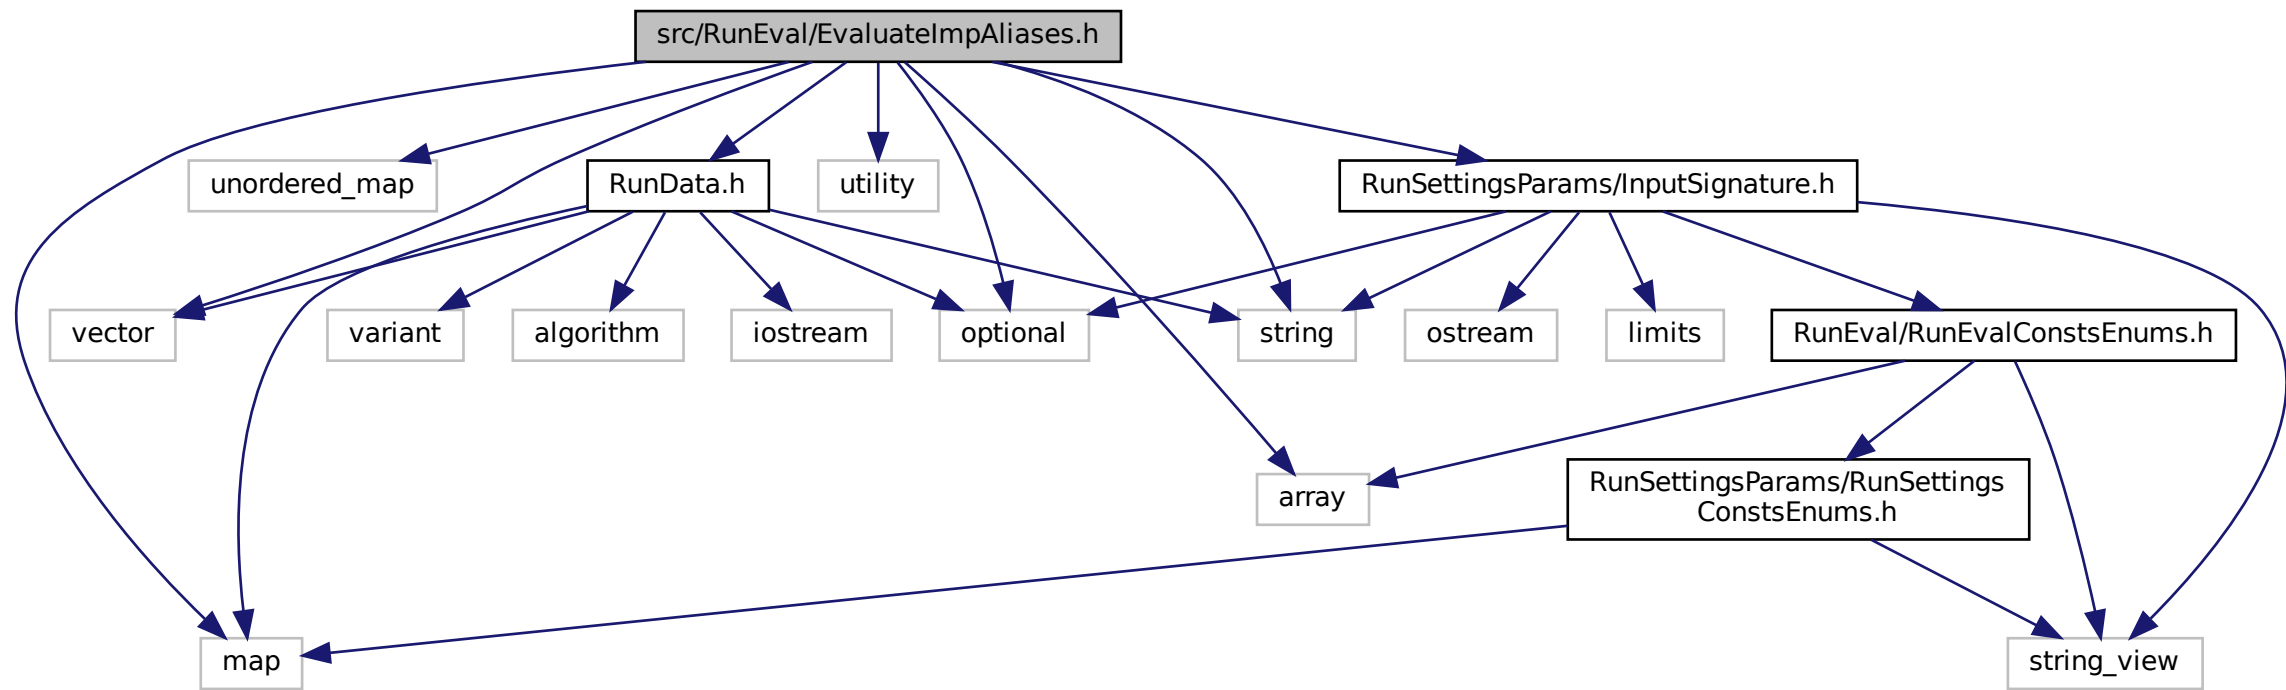 src/RunEval/EvaluateImpAliases.h
unordered_map
RunData.h
utility
RunSettingsParams/InputSignature.h
vector
variant
algorithm
iostream
optional
string
ostream
limits
RunEval/RunEvalConstsEnums.h
array
RunSettingsParams/RunSettings
ConstsEnums.h
map
string_view